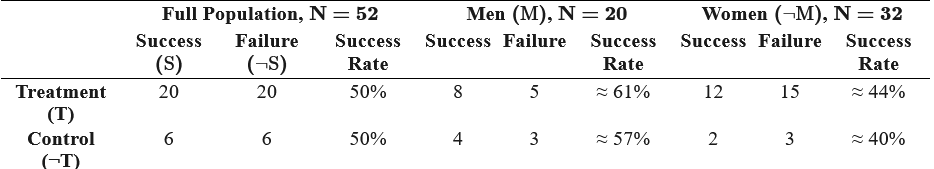 Full Population, N = 52 Men (M), N = 20 Women (¬M), N = 32
Success Failure Success Success Failure Success Success Failure Success
(S) (¬S) Rate Rate Rate
Treatment 20 20 50% 8 5 ≈ 61% 12 15 ≈ 44%
(T)
Control 6 6 50% 4 3 ≈ 57% 2 3 ≈ 40%
(¬T)